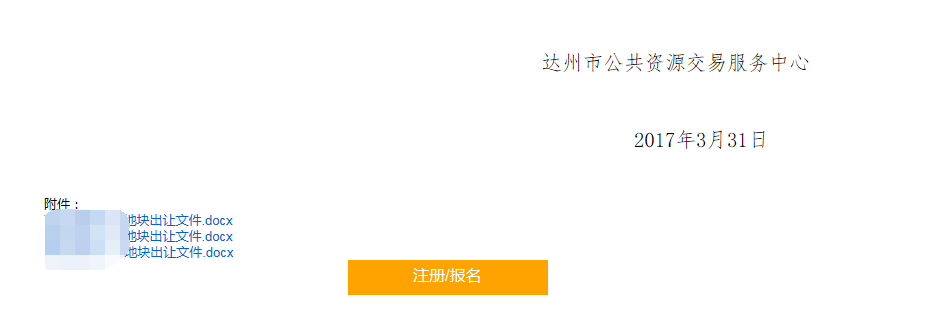 达州市公共资源交易服务中心
2017年3月31日
附件：
地块出让文件.docx
地块出让文件.docx
地块出让文件.docx
注册/报名